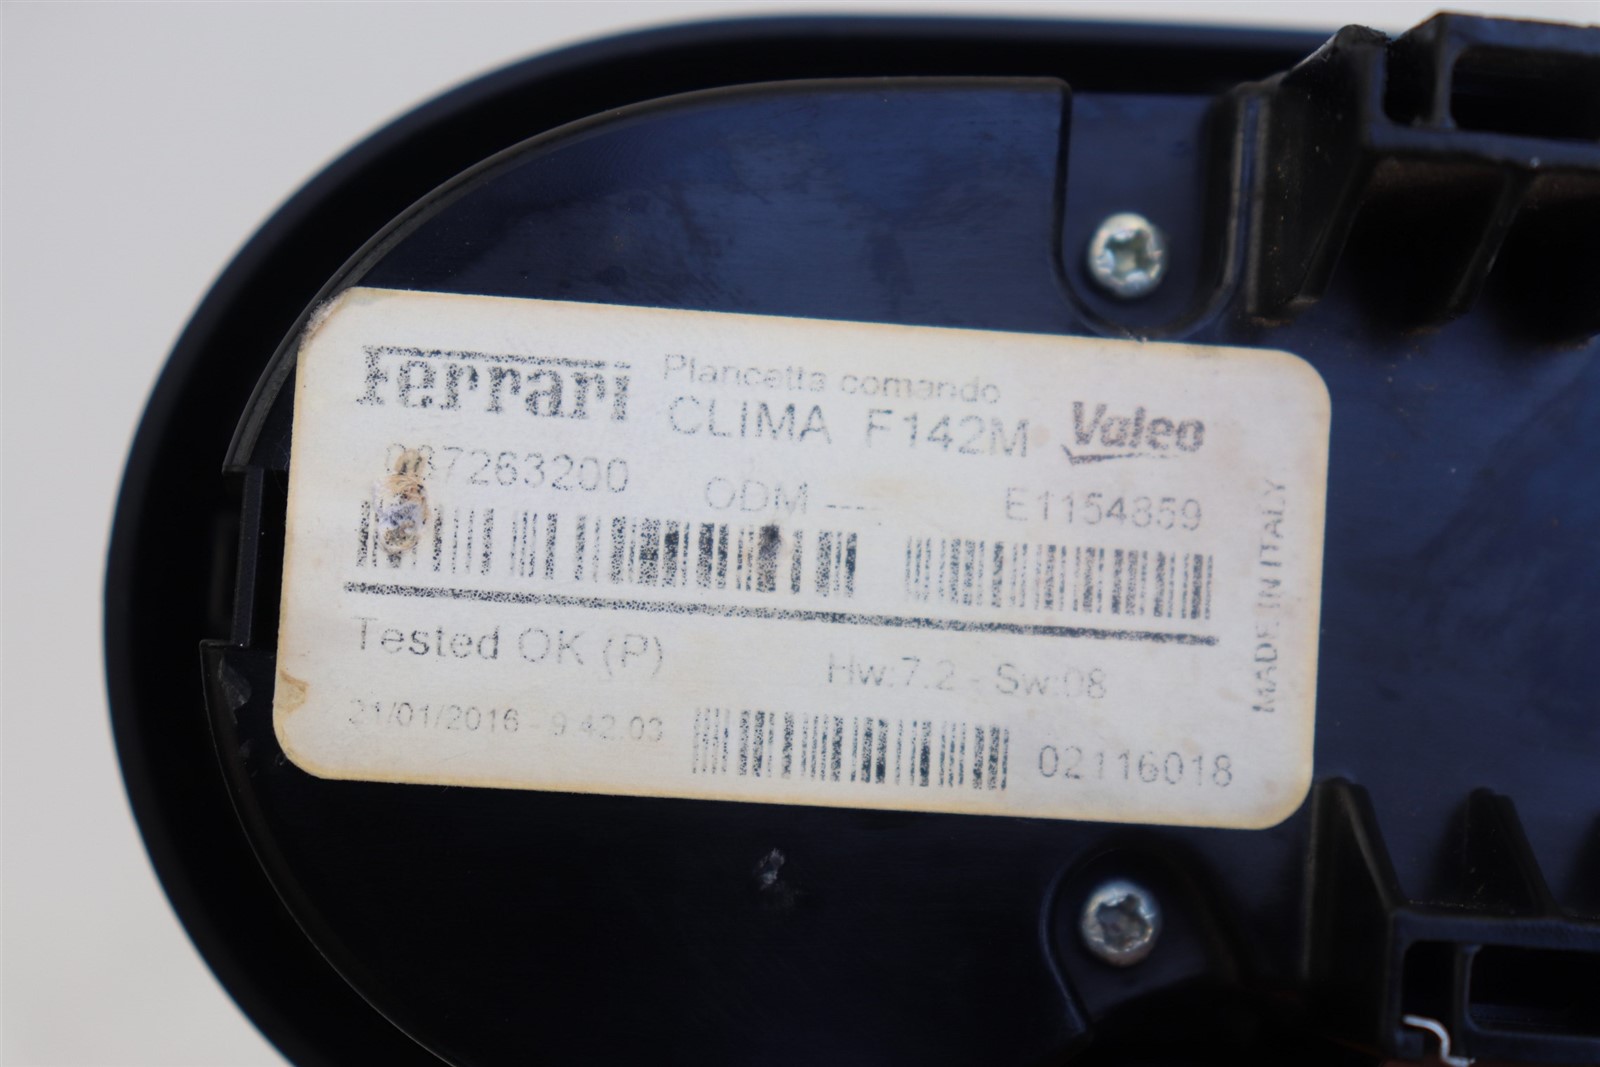 Ferrari
Plancetta comando
CLIMA F142M
Valeo
087263200
ODM ---
E1154859
Tested OK (P)
Hw:7.2 - Sw:08
21/01/2016 - 9.42.03
02116018
MADE IN ITALY